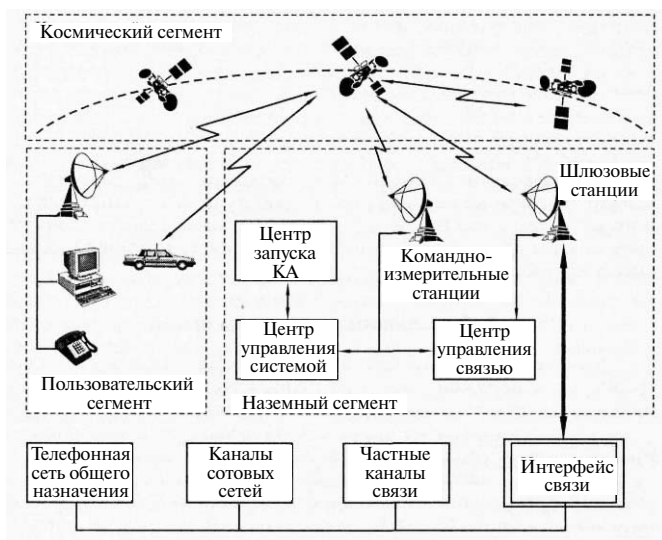 Космический сегмент
Шлюзовые
станции
Центр
запуска
КА
Командно-
измерительные
станции
Центр
управления
системой
Центр
управления
связью
Пользовательский
сегмент
Наземный сегмент
Телефонная
сеть общего
назначения
Каналы
сотовых
сетей
Частные
каналы
связи
Интерфейс
связи